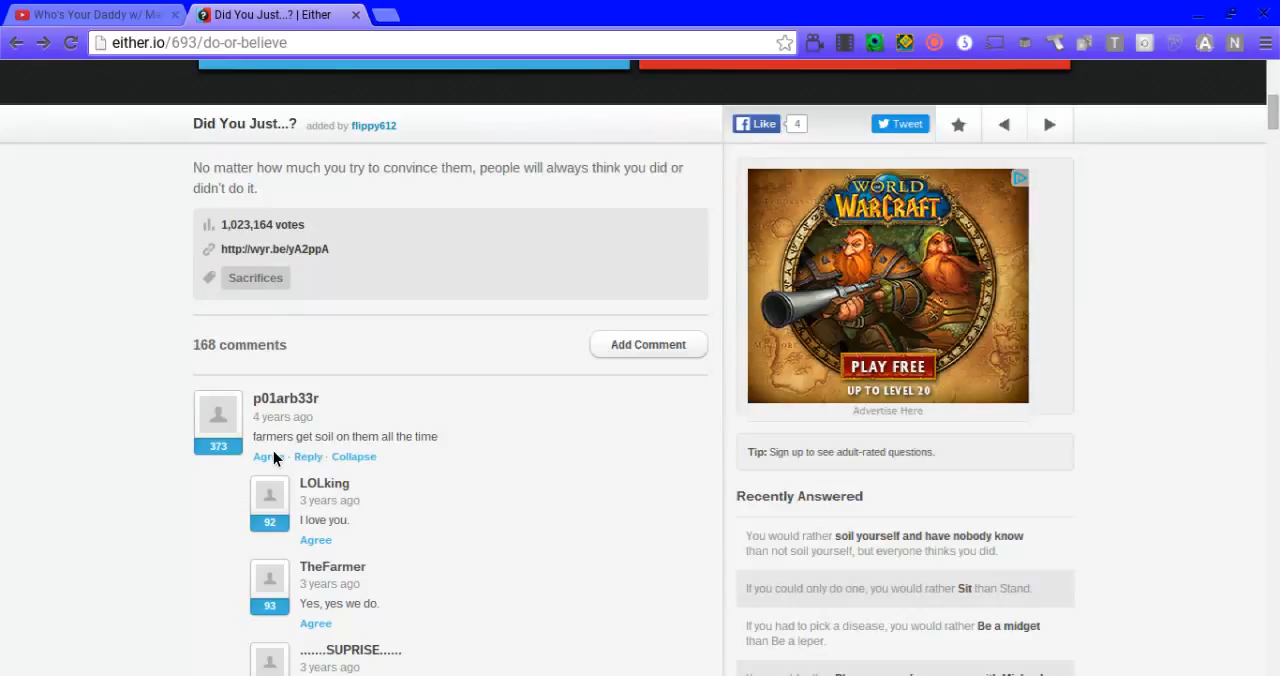 Who's Your Daddy w/ M
Did You Just...? | Either
either.io/693/do-or-believe
Did You Just...? added by flippy612
Like 4 Tweet
No matter how much you try to convince them, people will always think you did or
didn't do it.
1,023,164 votes
http://wyr.be/yA2ppA
Sacrifices
168 comments
Add Comment
p01arb33r
4 years ago
373
farmers get soil on them all the time
Agree · Reply · Collapse
LOLking
3 years ago
92
I love you.
Agree
TheFarmer
3 years ago
93
Yes, yes we do.
Agree
.......SUPRISE......
3 years ago
WORLD
WARCRAFT
PLAY FREE
UP TO LEVEL 20
Advertise Here
Tip: Sign up to see adult-rated questions.
Recently Answered
You would rather soil yourself and have nobody know
than not soil yourself, but everyone thinks you did.
If you could only do one, you would rather Sit than Stand.
If you had to pick a disease, you would rather Be a midget
than Be a leper.